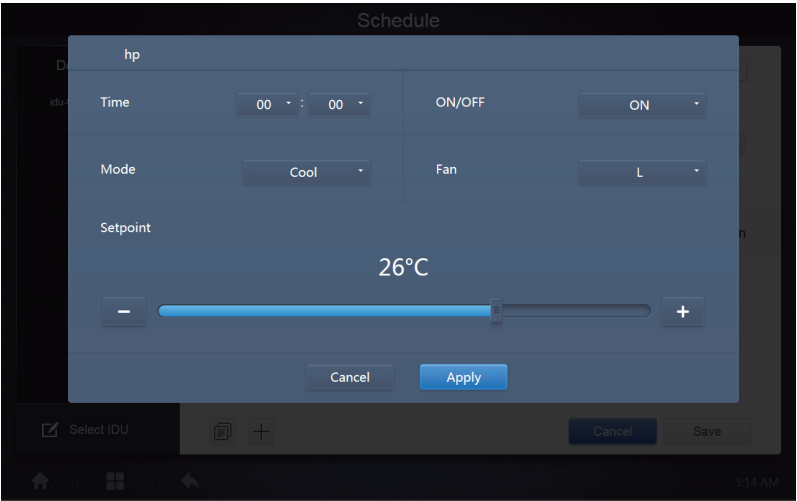 Schedule
hp
Time 00 : 00 ON/OFF ON
Mode Cool Fan L
Setpoint
26°C
− +
Cancel Apply
Select IDU Cancel Save
3:14 AM